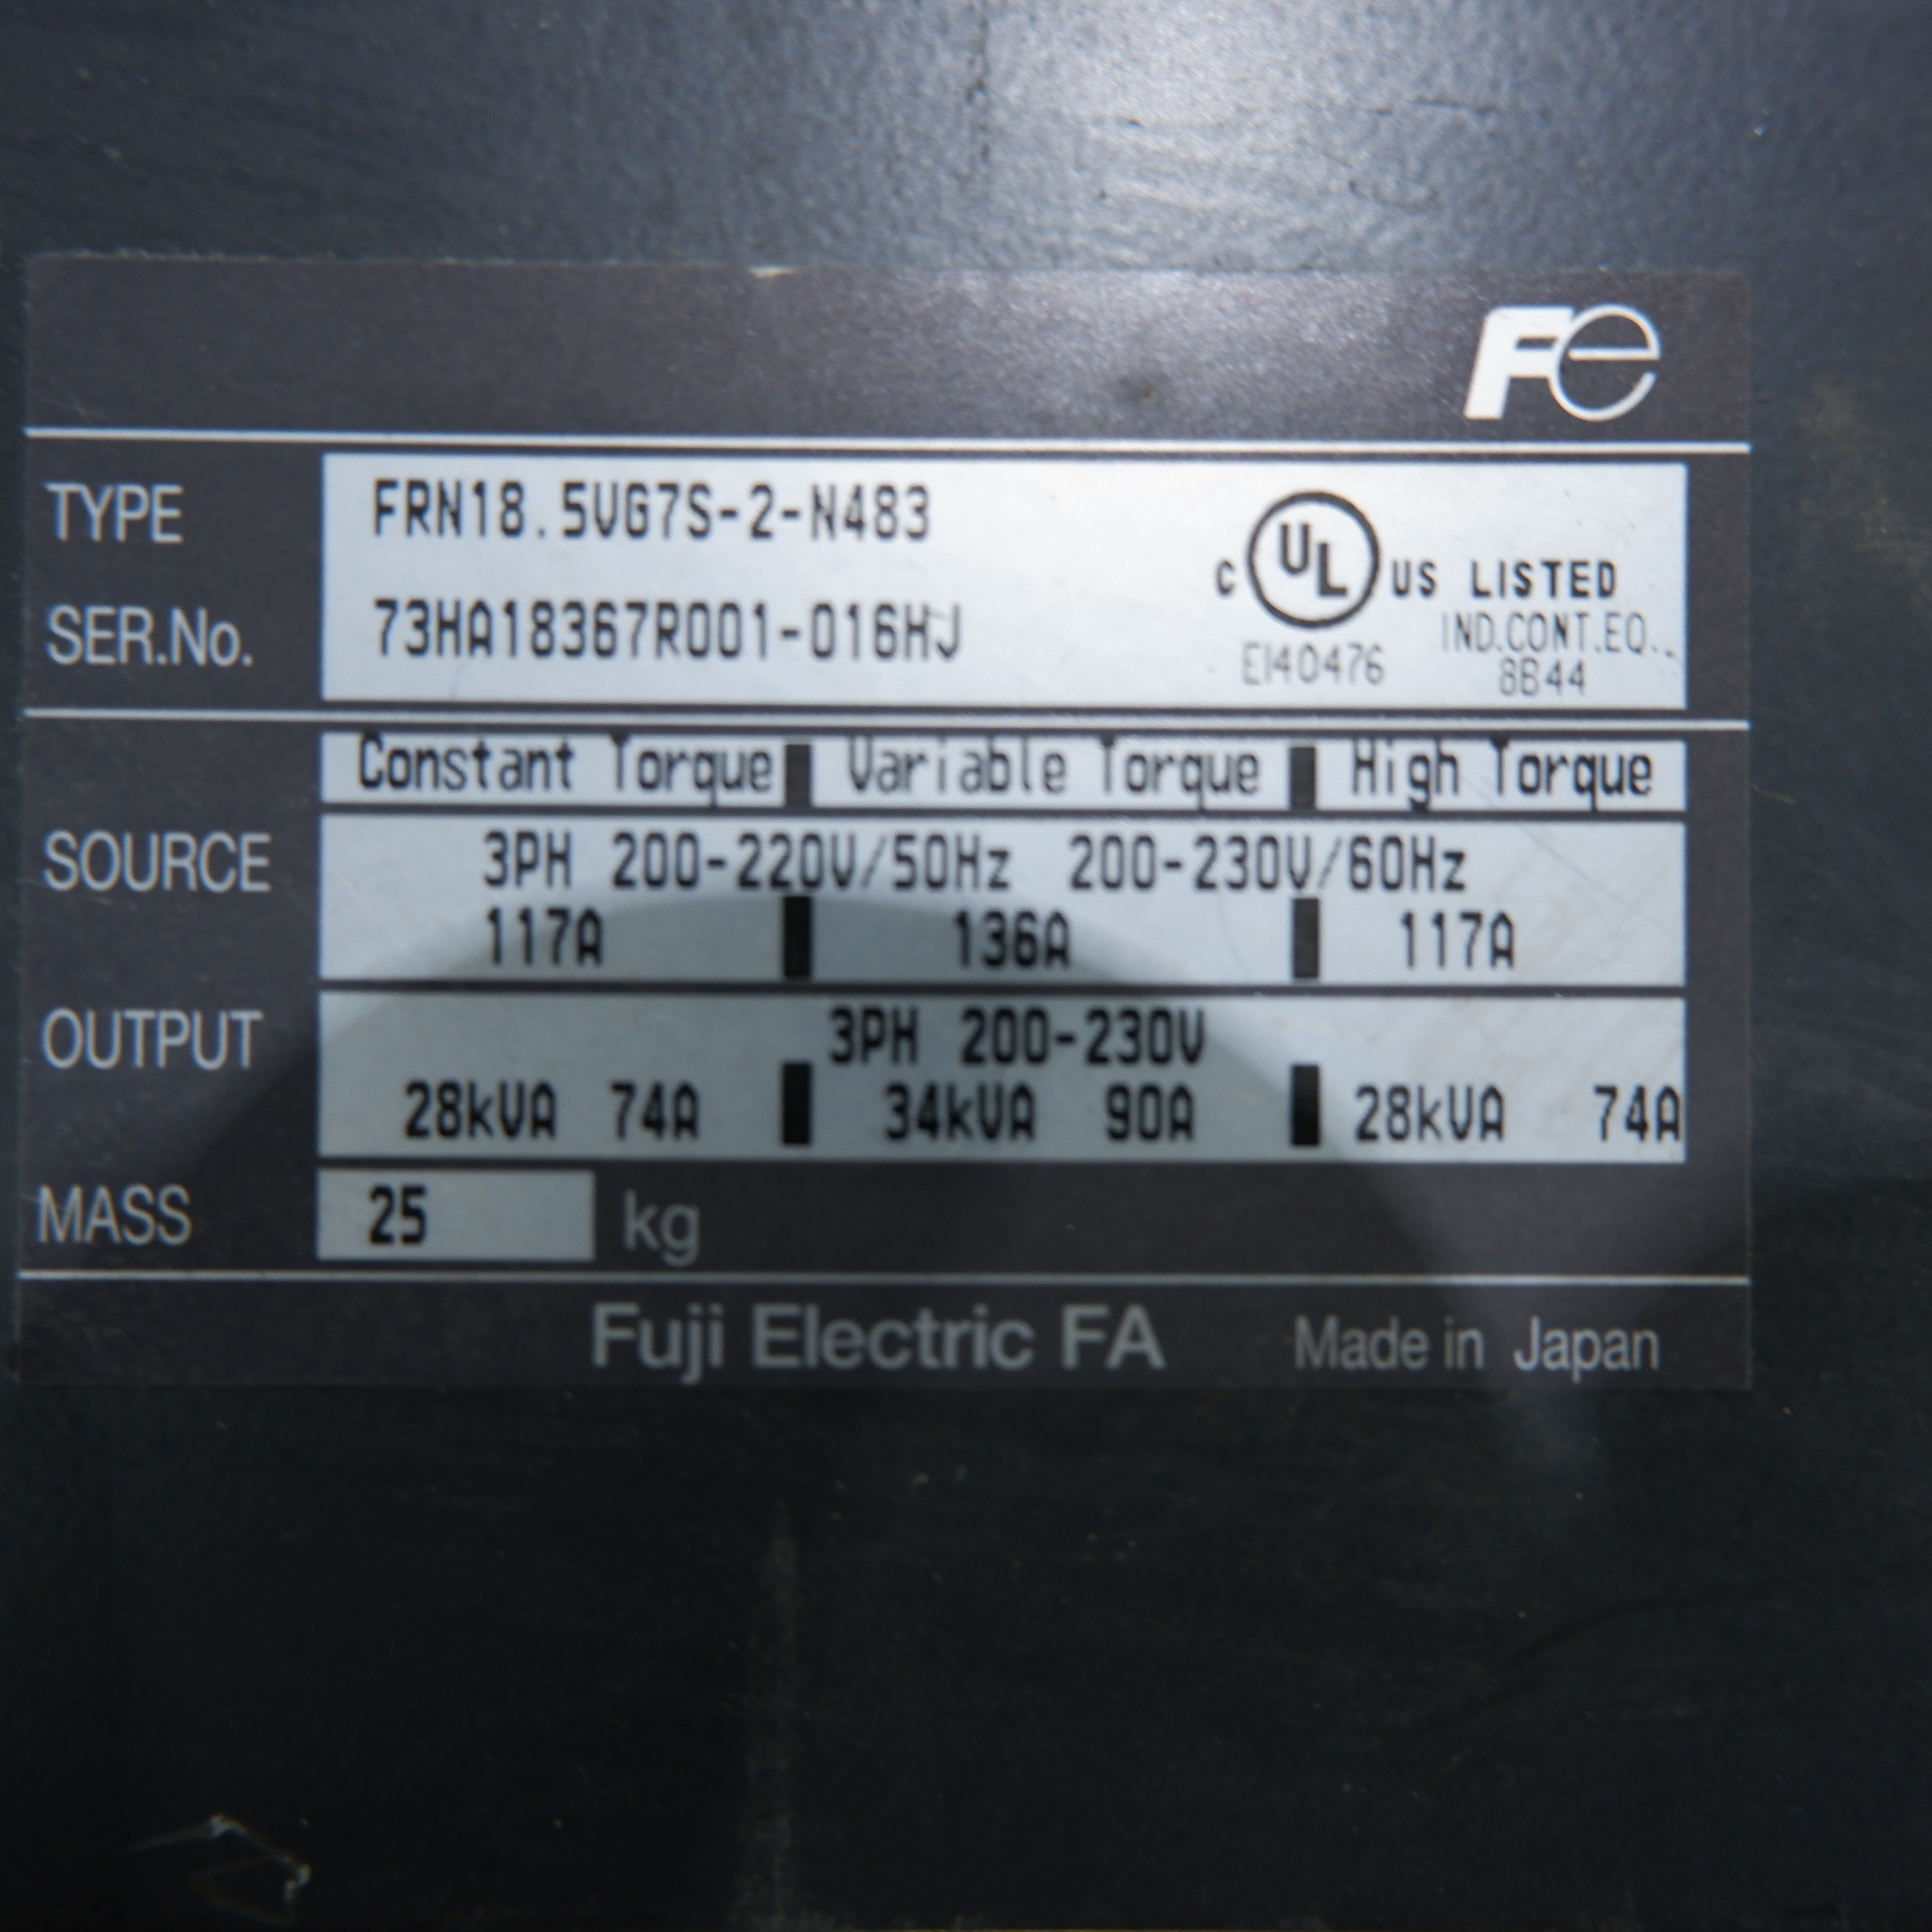 Fe
TYPE FRN18.5VG7S-2-N483
SER.No. 73HA18367R001-016HJ
C UL US LISTED
IND.CONT.EQ.
E140476 8B44
Constant Torque Variable Torque High Torque
SOURCE 3PH 200-220V/50Hz 200-230V/60Hz
117A 136A 117A
OUTPUT 3PH 200-230V
28kVA 74A 34kVA 90A 28kVA 74A
MASS 25 kg
Fuji Electric FA Made in Japan